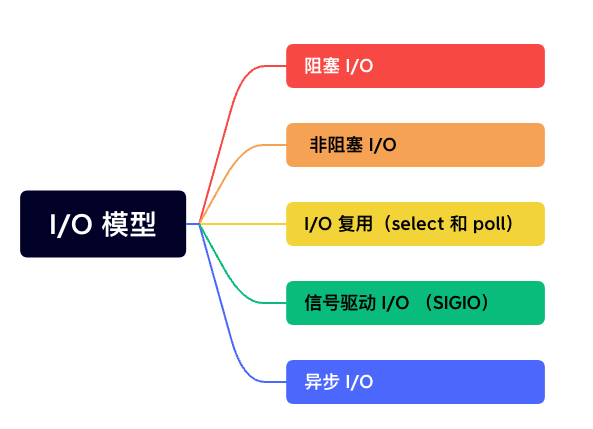 I/O 模型
阻塞 I/O
非阻塞 I/O
I/O 复用（select 和 poll）
信号驱动 I/O （SIGIO）
异步 I/O